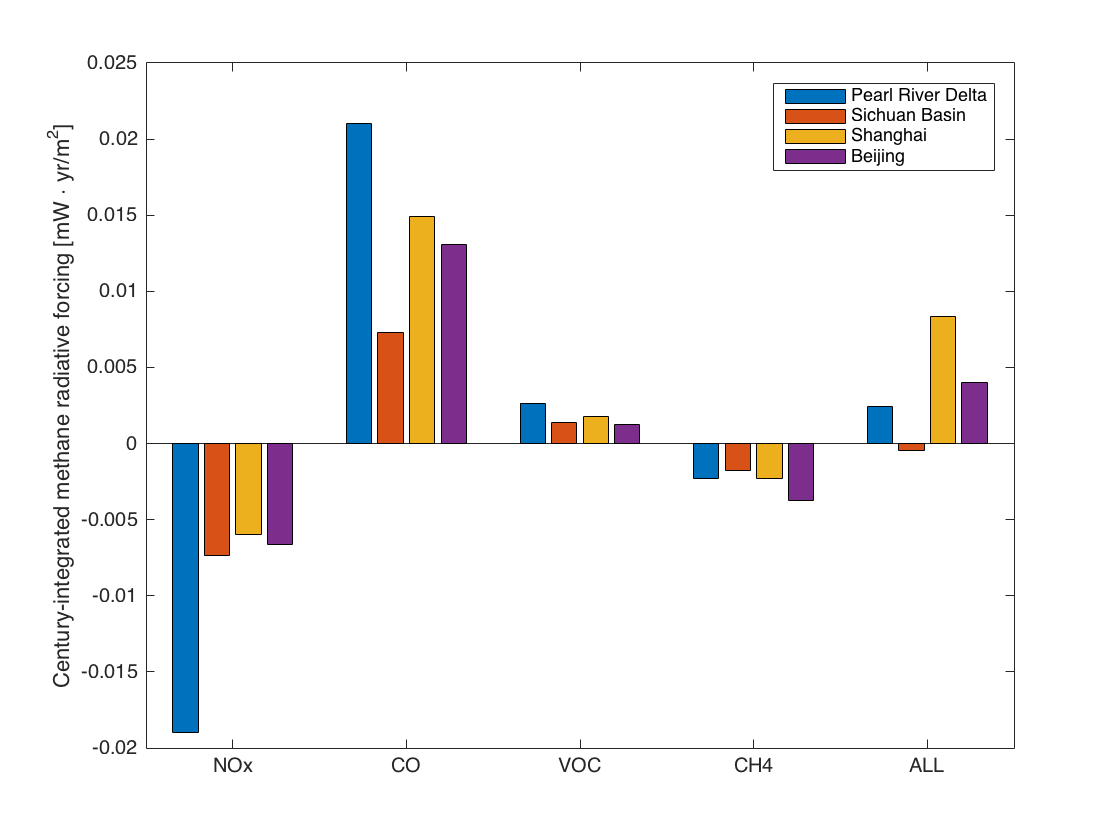 Century-integrated methane radiative forcing [mW · yr/m²]
0.025
0.02
0.015
0.01
0.005
0
-0.005
-0.01
-0.015
-0.02
Pearl River Delta
Sichuan Basin
Shanghai
Beijing
NOx CO VOC CH4 ALL